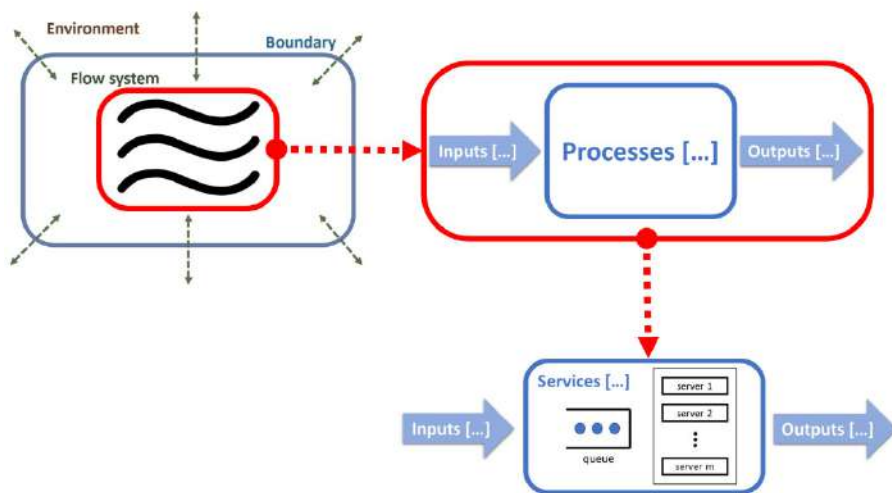 Environment
Boundary
Flow system
Inputs [...]
Processes [...]
Outputs [...]
Services [...]
server 1
server 2
server m
queue
Inputs [...]
Outputs [...]